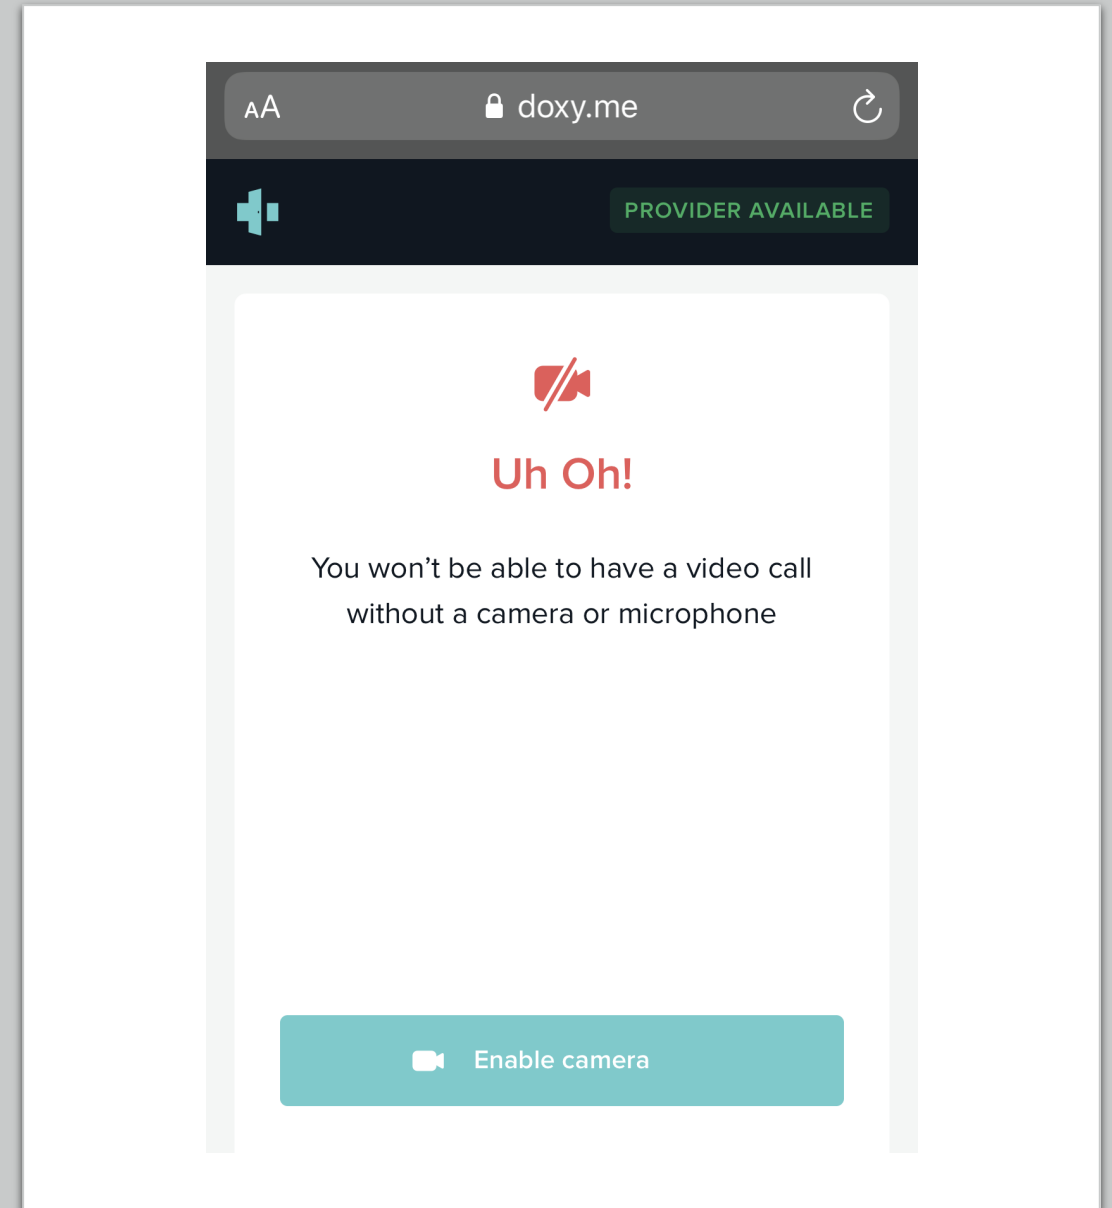 AA doxy.me
PROVIDER AVAILABLE
Uh Oh!
You won’t be able to have a video call
without a camera or microphone
Enable camera